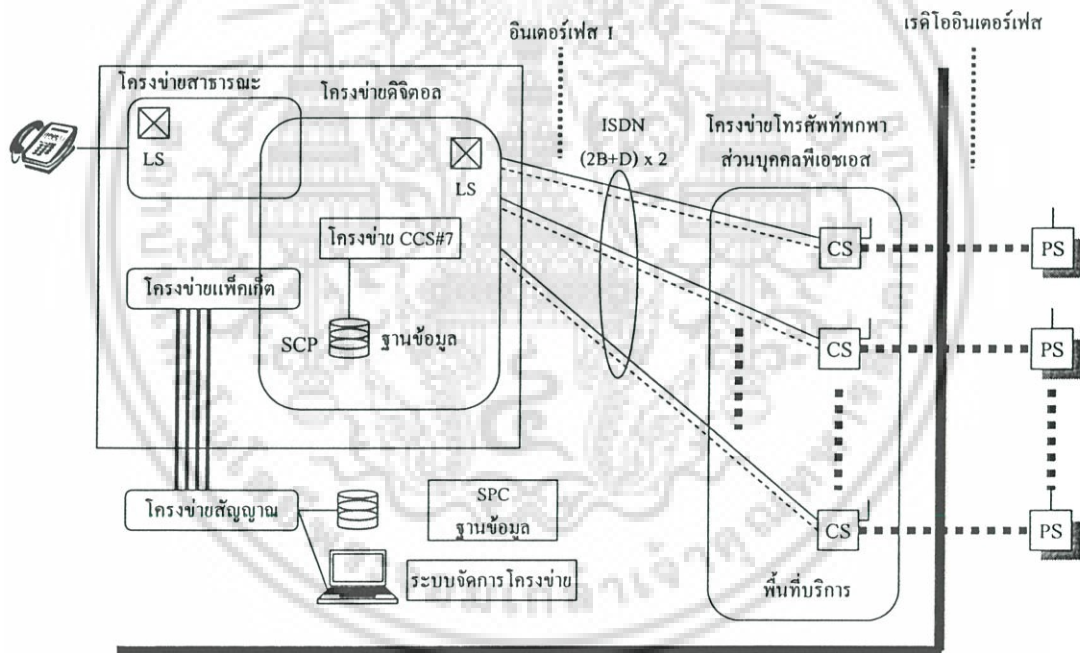 อินเตอร์เฟส I
เรดิโออินเตอร์เฟส
โครงข่ายสาธารณะ
โครงข่ายดิจิตอล
LS
LS
ISDN
(2B+D) x 2
โครงข่ายโทรศัพท์พกพา
ส่วนบุคคลพีเอชเอส
โครงข่าย CCS#7
โครงข่ายแพ็คเก็ต
SCP
ฐานข้อมูล
CS
PS
CS
PS
โครงข่ายสัญญาณ
SPC
ฐานข้อมูล
CS
PS
ระบบจัดการโครงข่าย
พื้นที่บริการ